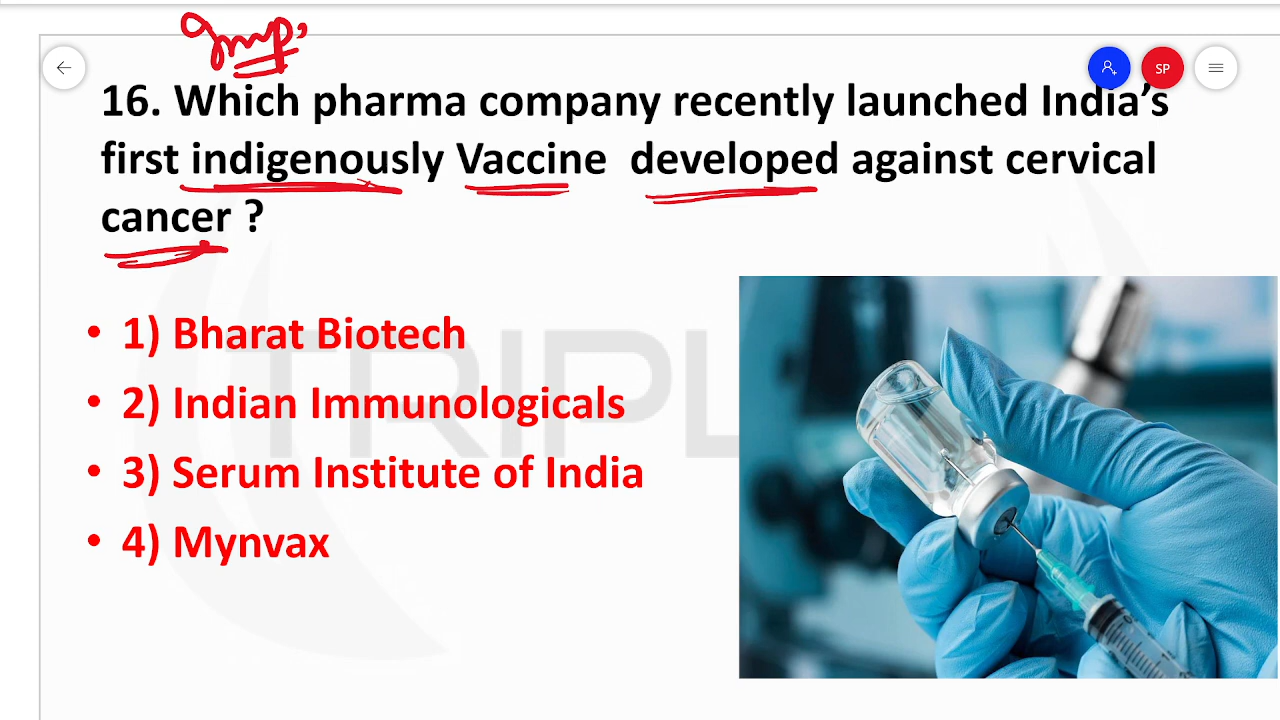 Imp,
SP
16. Which pharma company recently launched India’s
first indigenously Vaccine developed against cervical
cancer ?
• 1) Bharat Biotech
• 2) Indian Immunologicals
• 3) Serum Institute of India
• 4) Mynvax
TRIPL